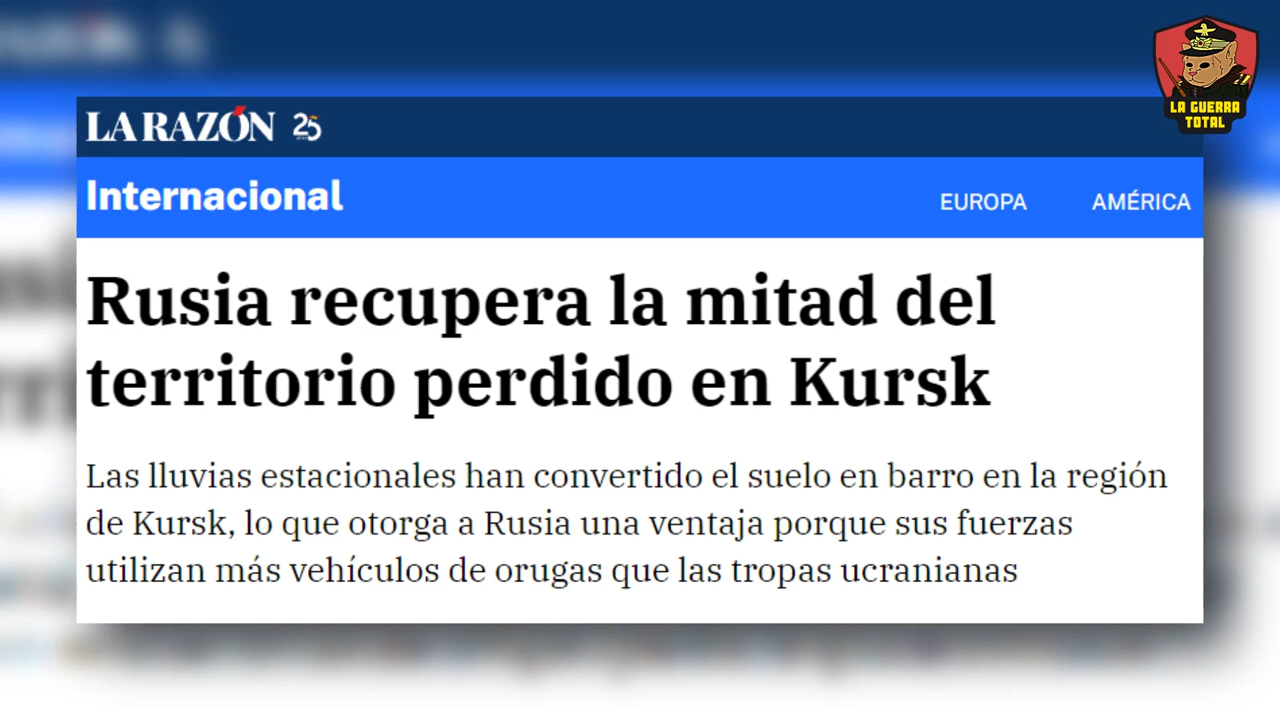 LA RAZÓN 25
LA GUERRA
TOTAL
Internacional
EUROPA
AMÉRICA
Rusia recupera la mitad del
territorio perdido en Kursk
Las lluvias estacionales han convertido el suelo en barro en la región
de Kursk, lo que otorga a Rusia una ventaja porque sus fuerzas
utilizan más vehículos de orugas que las tropas ucranianas